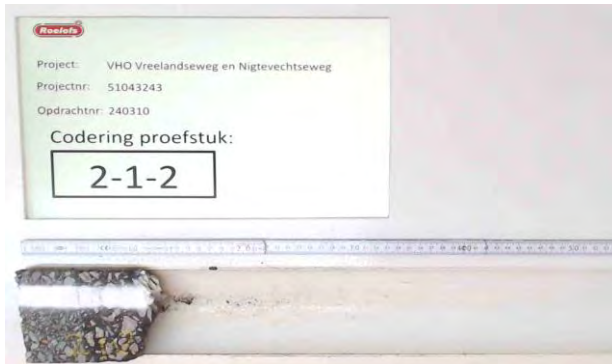 Roelofs
Project: VHO Vreelandseweg en Nigtevechtseweg
Projectnr: 51043243
Opdrachtnr: 240310
Codering proefstuk:
2-1-2